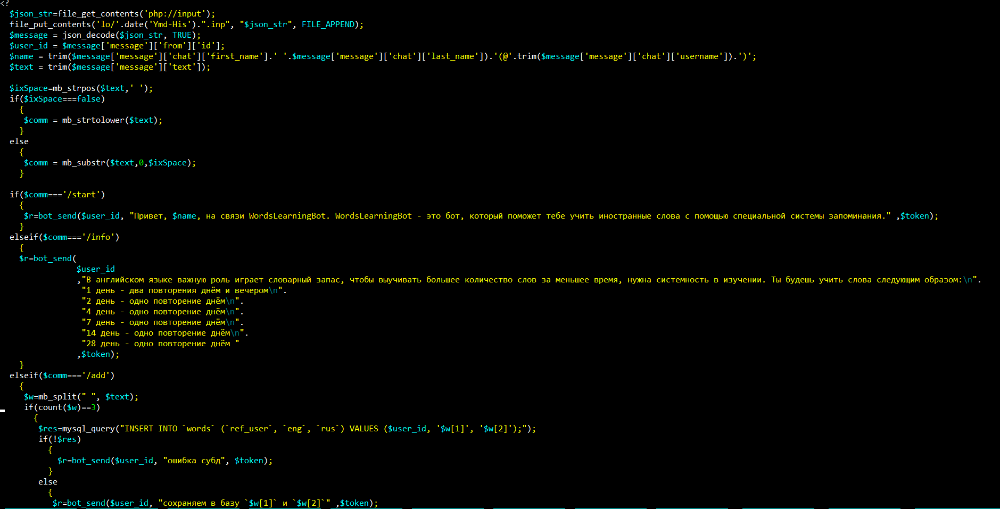 <?
$json_str=file_get_contents('php://input');
file_put_contents('lo/'.date('Ymd-His').".inp", "$json_str", FILE_APPEND);
$message = json_decode($json_str, TRUE);
$user_id = $message['message']['from']['id'];
$name = trim($message['message']['chat']['first_name'].' '.$message['message']['chat']['last_name']).'(@'.trim($message['message']['chat']['username']).')';
$text = trim($message['message']['text']);
$ixSpace=mb_strpos($text,' ');
if($ixSpace===false)
{
$comm = mb_strtolower($text);
}
else
{
$comm = mb_substr($text,0,$ixSpace);
}
if($comm==='/start')
{
$r=bot_send($user_id, "Привет, $name, на связи WordsLearningBot. WordsLearningBot - это бот, который поможет тебе учить иностранные слова с помощью специальной системы запоминания." ,$token);
}
elseif($comm==='/info')
{
$r=bot_send(
$user_id
,"В английском языке важную роль играет словарный запас, чтобы выучивать большее количество слов за меньшее время, нужна системность в изучении. Ты будешь учить слова следующим образом:\n".
"1 день - два повторения днём и вечером\n".
"2 день - одно повторение днём\n".
"4 день - одно повторение днём\n".
"7 день - одно повторение днём\n".
"14 день - одно повторение днём\n".
"28 день - одно повторение днём "
,$token);
}
elseif($comm==='/add')
{
$w=mb_split(" ", $text);
if(count($w)==3)
{
$res=mysql_query("INSERT INTO `words` (`ref_user`, `eng`, `rus`) VALUES ($user_id, '$w[1]', '$w[2]');");
if(!$res)
{
$r=bot_send($user_id, "ошибка субд", $token);
}
else
{
$r=bot_send($user_id, "сохраняем в базу `$w[1]` и `$w[2]`" ,$token);